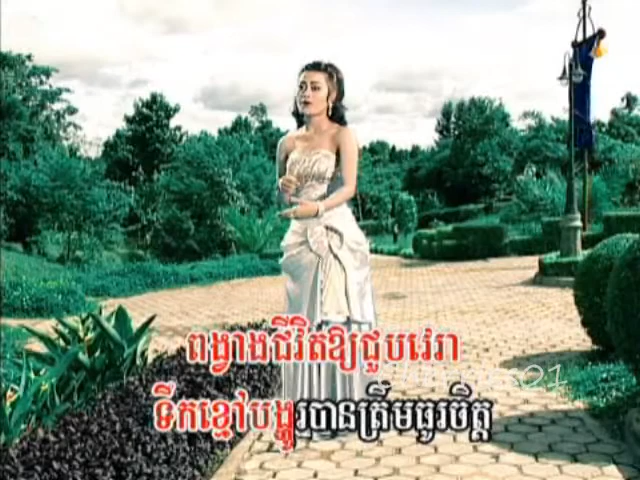 ពង្វាងជីវិតឱ្យជួបវេរា
ទឹកខ្មៅបង្ហូរបានត្រឹមធូរចិត្ត